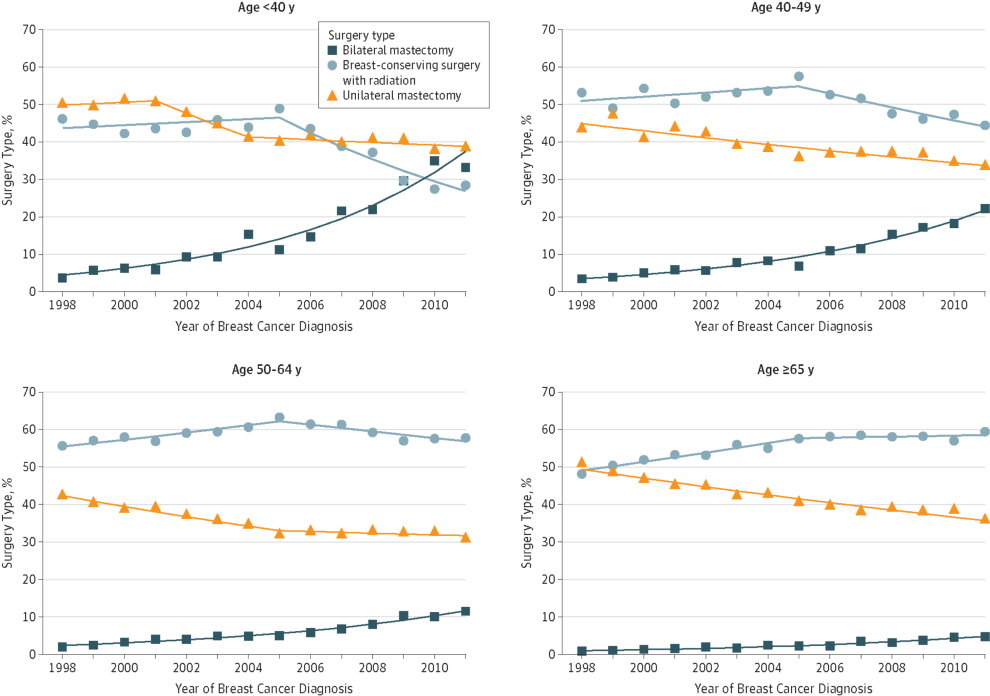 Age <40 y
Surgery type
Bilateral mastectomy
Breast-conserving surgery
with radiation
Unilateral mastectomy
Surgery Type, %
70
60
50
40
30
20
10
0
1998 2000 2002 2004 2006 2008 2010
Year of Breast Cancer Diagnosis
Age 40-49 y
Surgery Type, %
70
60
50
40
30
20
10
0
1998 2000 2002 2004 2006 2008 2010
Year of Breast Cancer Diagnosis
Age 50-64 y
Surgery Type, %
70
60
50
40
30
20
10
0
1998 2000 2002 2004 2006 2008 2010
Year of Breast Cancer Diagnosis
Age ≥65 y
Surgery Type, %
70
60
50
40
30
20
10
0
1998 2000 2002 2004 2006 2008 2010
Year of Breast Cancer Diagnosis